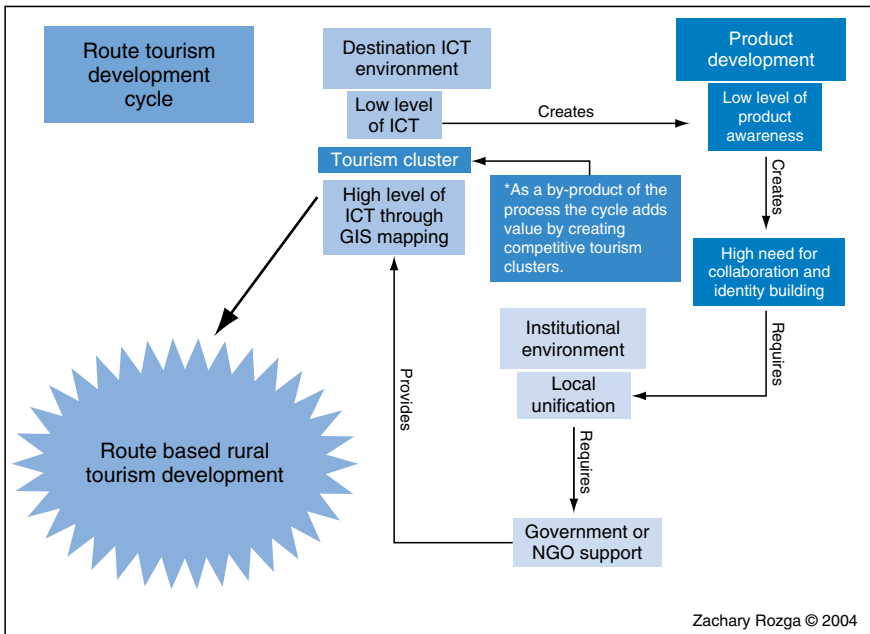 Route tourism
development
cycle
Destination ICT
environment
Low level
of ICT
Creates
Product
development
Low level of
product
awareness
Creates
Tourism cluster
High level of
ICT through
GIS mapping
*As a by-product of the
process the cycle adds
value by creating
competitive tourism
clusters.
High need for
collaboration and
identity building
Requires
Institutional
environment
Local
unification
Requires
Government or
NGO support
Provides
Route based rural
tourism development
Zachary Rozga © 2004